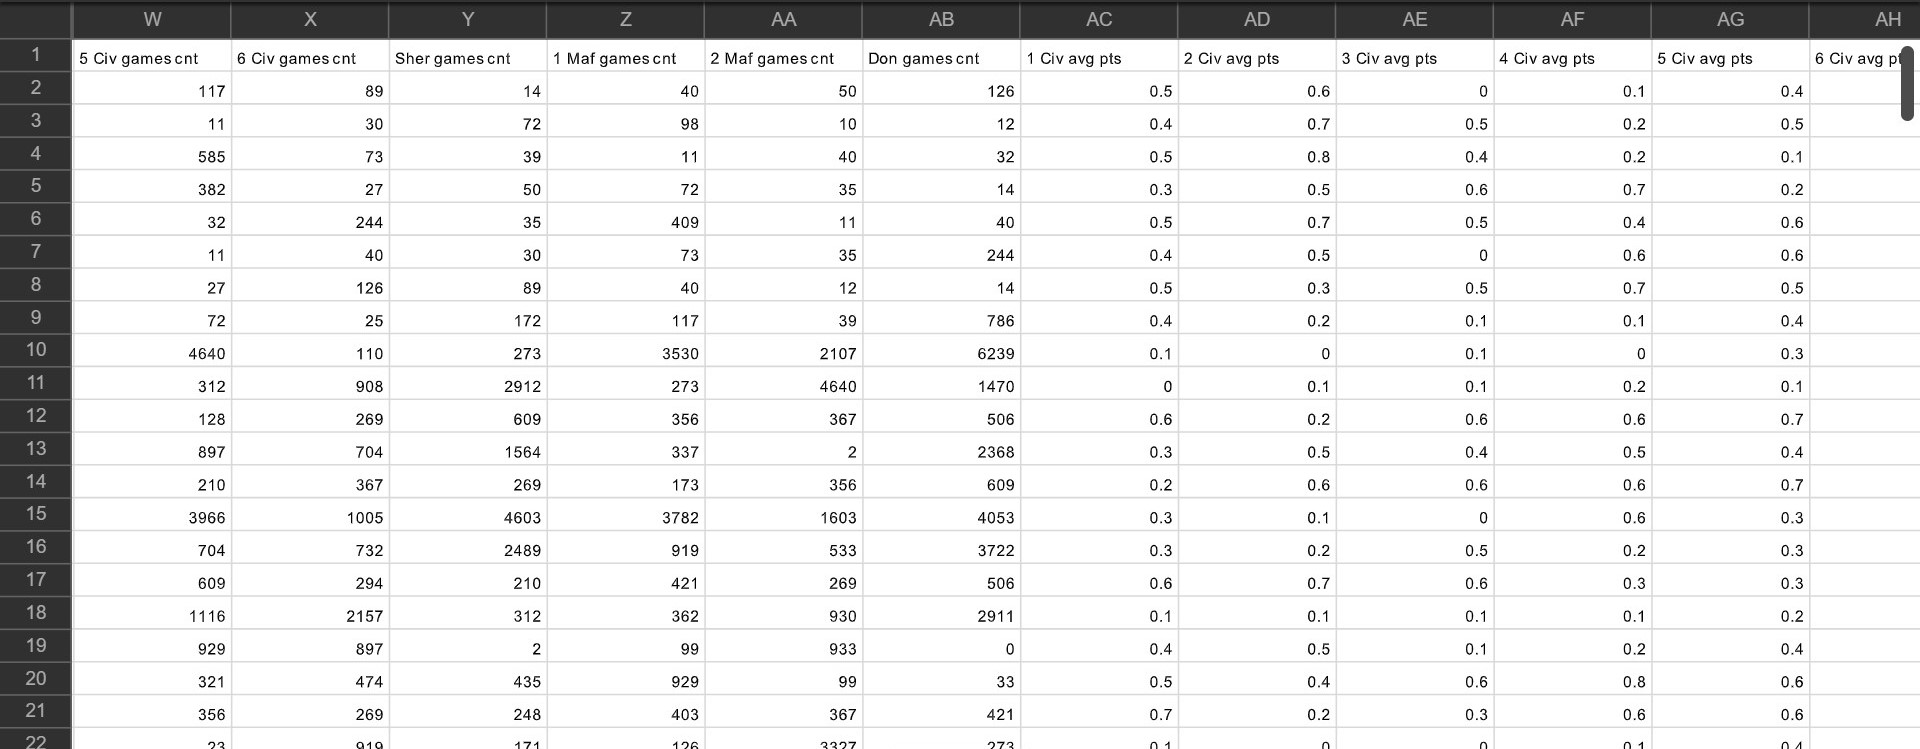 W X Y Z AA AB AC AD AE AF AG AH
1 5 Civ games cnt 6 Civ games cnt Sher games cnt 1 Maf games cnt 2 Maf games cnt Don games cnt 1 Civ avg pts 2 Civ avg pts 3 Civ avg pts 4 Civ avg pts 5 Civ avg pts 6 Civ avg pt
2 117 89 14 40 50 126 0.5 0.6 0 0.1 0.4
3 11 30 72 98 10 12 0.4 0.7 0.5 0.2 0.5
4 585 73 39 11 40 32 0.5 0.8 0.4 0.2 0.1
5 382 27 50 72 35 14 0.3 0.5 0.6 0.7 0.2
6 32 244 35 409 11 40 0.5 0.7 0.5 0.4 0.6
7 11 40 30 73 35 244 0.4 0.5 0 0.6 0.6
8 27 126 89 40 12 14 0.5 0.3 0.5 0.7 0.5
9 72 25 172 117 39 786 0.4 0.2 0.1 0.1 0.4
10 4640 110 273 3530 2107 6239 0.1 0 0.1 0 0.3
11 312 908 2912 273 4640 1470 0 0.1 0.1 0.2 0.1
12 128 269 609 356 367 506 0.6 0.2 0.6 0.6 0.7
13 897 704 1564 337 2 2368 0.3 0.5 0.4 0.5 0.4
14 210 367 269 173 356 609 0.2 0.6 0.6 0.6 0.7
15 3966 1005 4603 3782 1603 4053 0.3 0.1 0 0.6 0.3
16 704 732 2489 919 533 3722 0.3 0.2 0.5 0.2 0.3
17 609 294 210 421 269 506 0.6 0.7 0.6 0.3 0.3
18 1116 2157 312 362 930 2911 0.1 0.1 0.1 0.1 0.2
19 929 897 2 99 933 0 0.4 0.5 0.1 0.2 0.4
20 321 474 435 929 99 33 0.5 0.4 0.6 0.8 0.6
21 356 269 248 403 367 421 0.7 0.2 0.3 0.6 0.6
22 23 919 171 126 3327 273 0.1 0 0 0.1 0.4